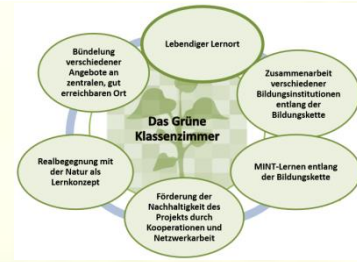 Lebendiger Lernort
Bündelung
verschiedener
Angebote an
zentralen, gut
erreichbaren Ort
Zusammenarbeit
verschiedener
Bildungsinstitutionen
entlang der
Bildungskette
Das Grüne
Klassenzimmer
Realbegegnung mit
der Natur als
Lernkonzept
MINT-Lernen entlang
der Bildungskette
Förderung der
Nachhaltigkeit des
Projekts durch
Kooperationen und
Netzwerkarbeit